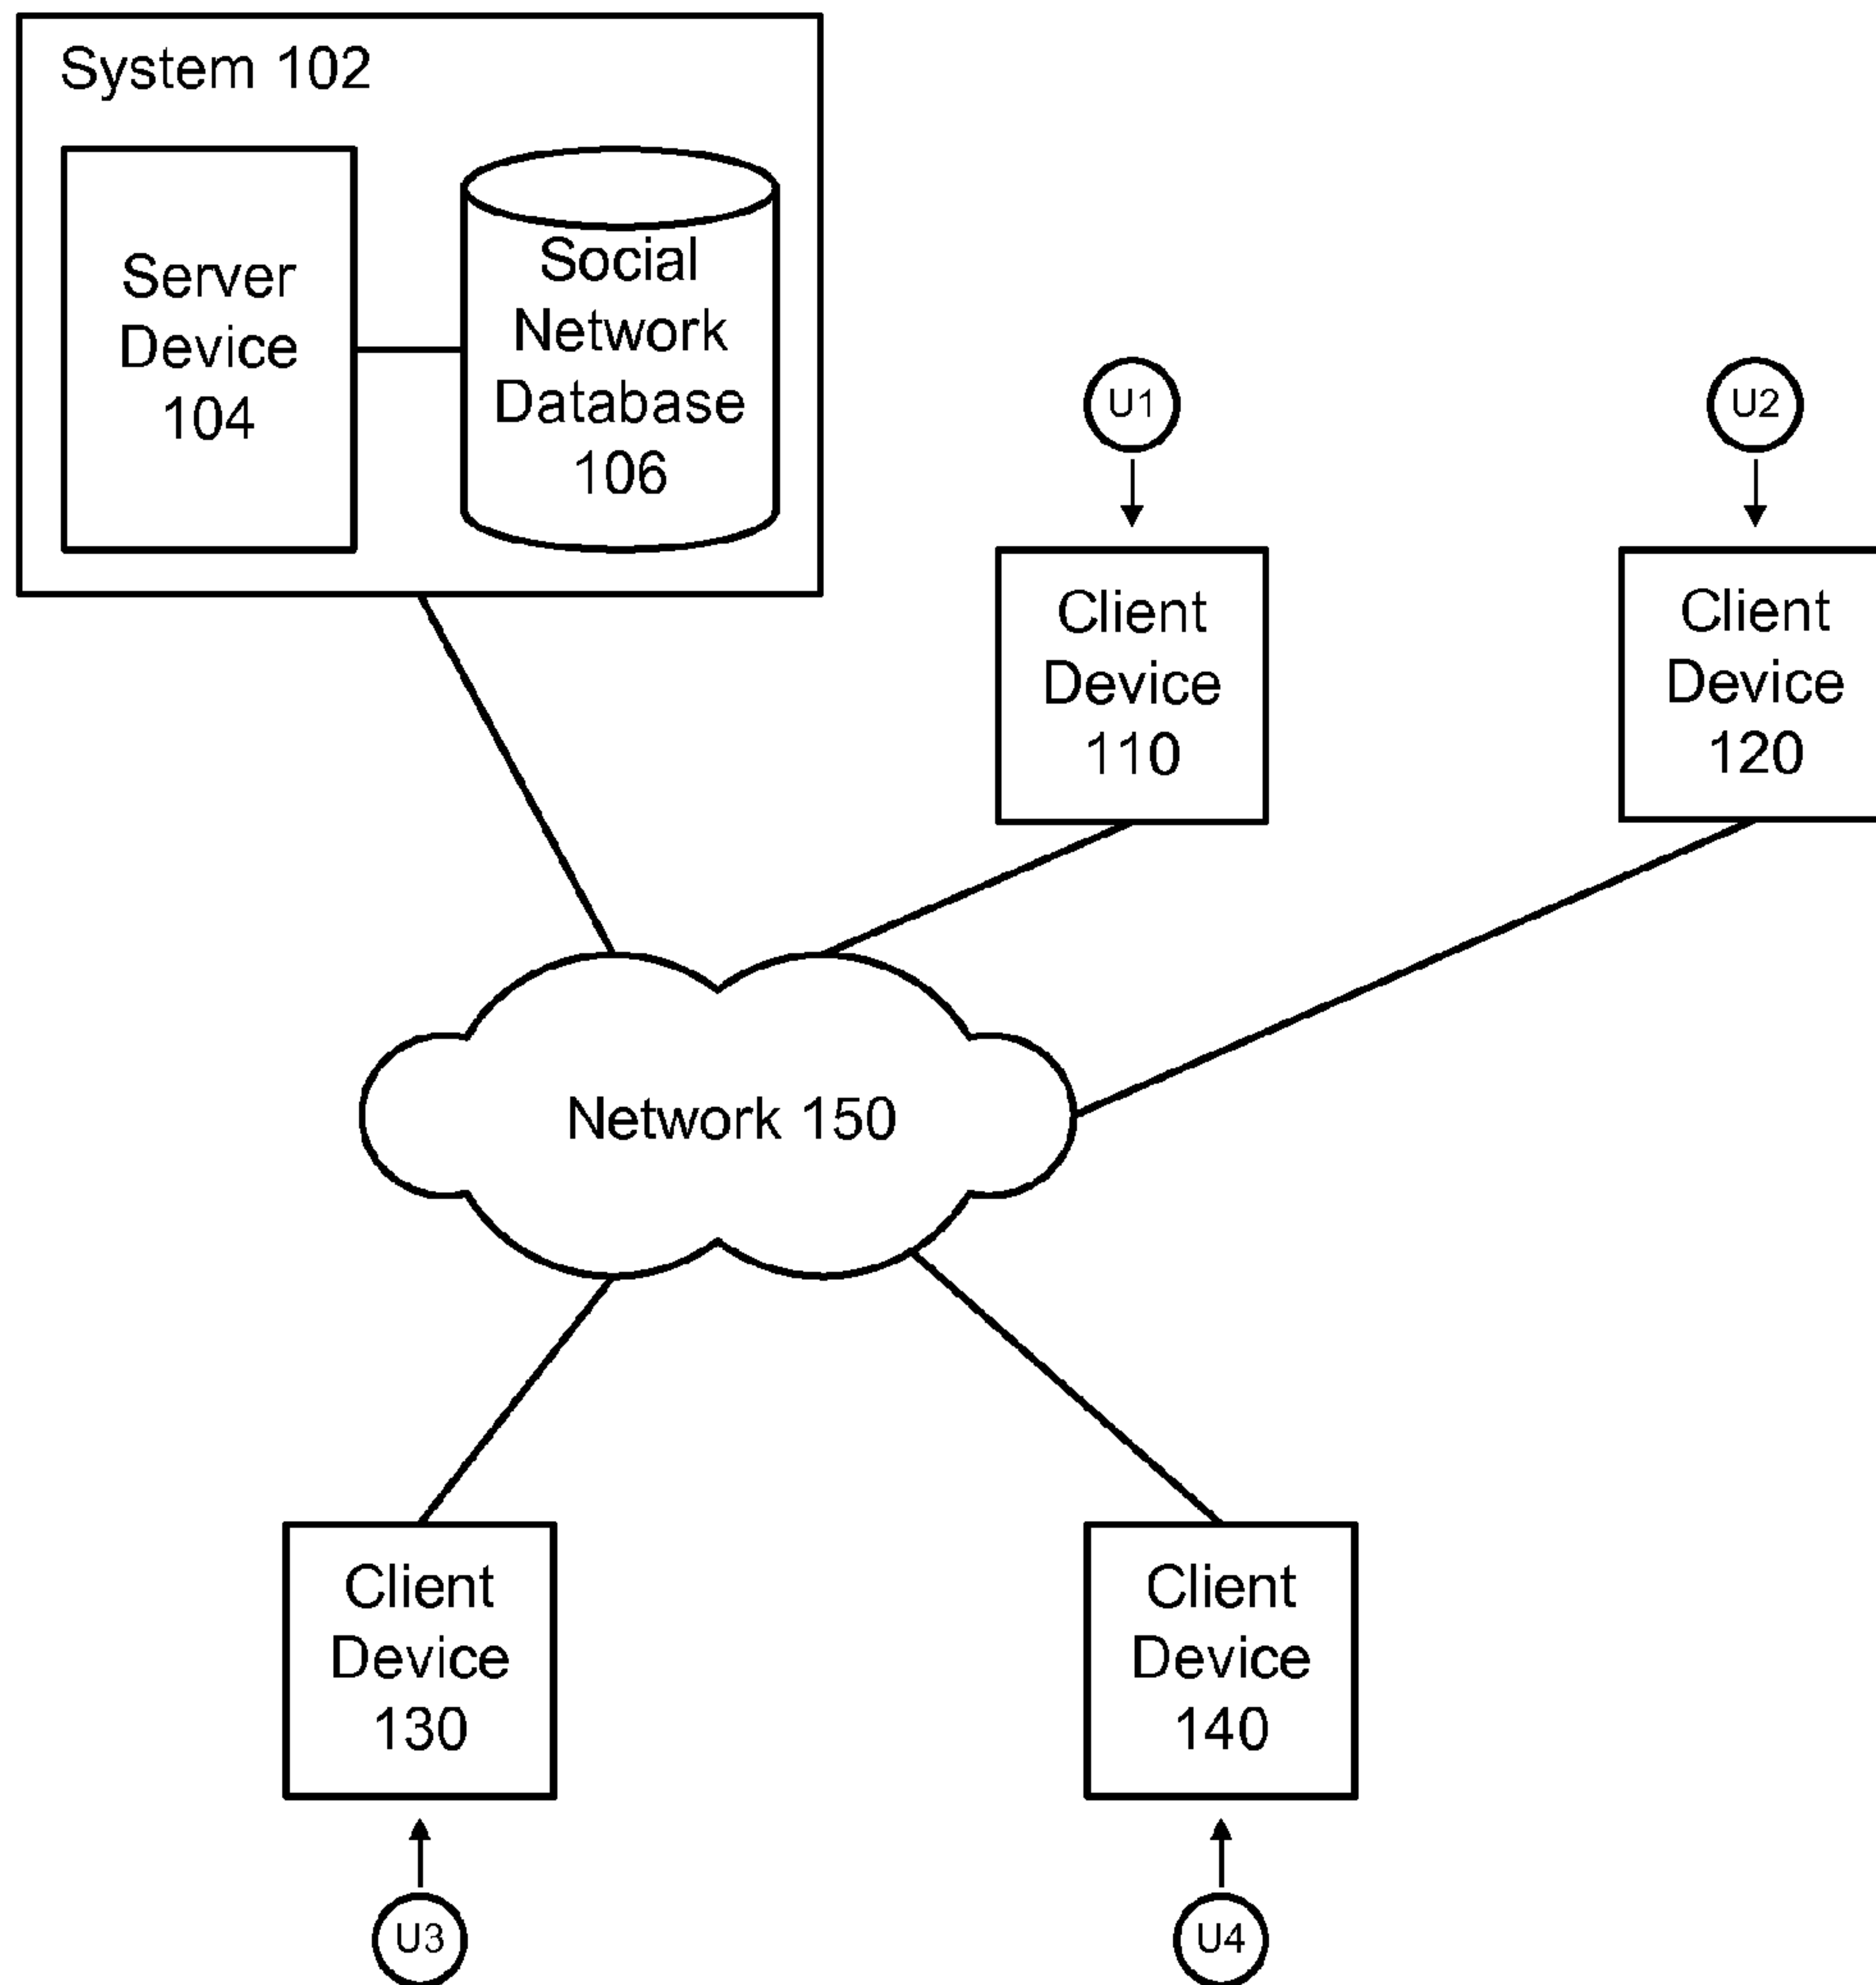 System 102
Server
Device
104
Social
Network
Database
106
U1
U2
Client
Device
110
Client
Device
120
Network 150
Client
Device
130
Client
Device
140
U3
U4